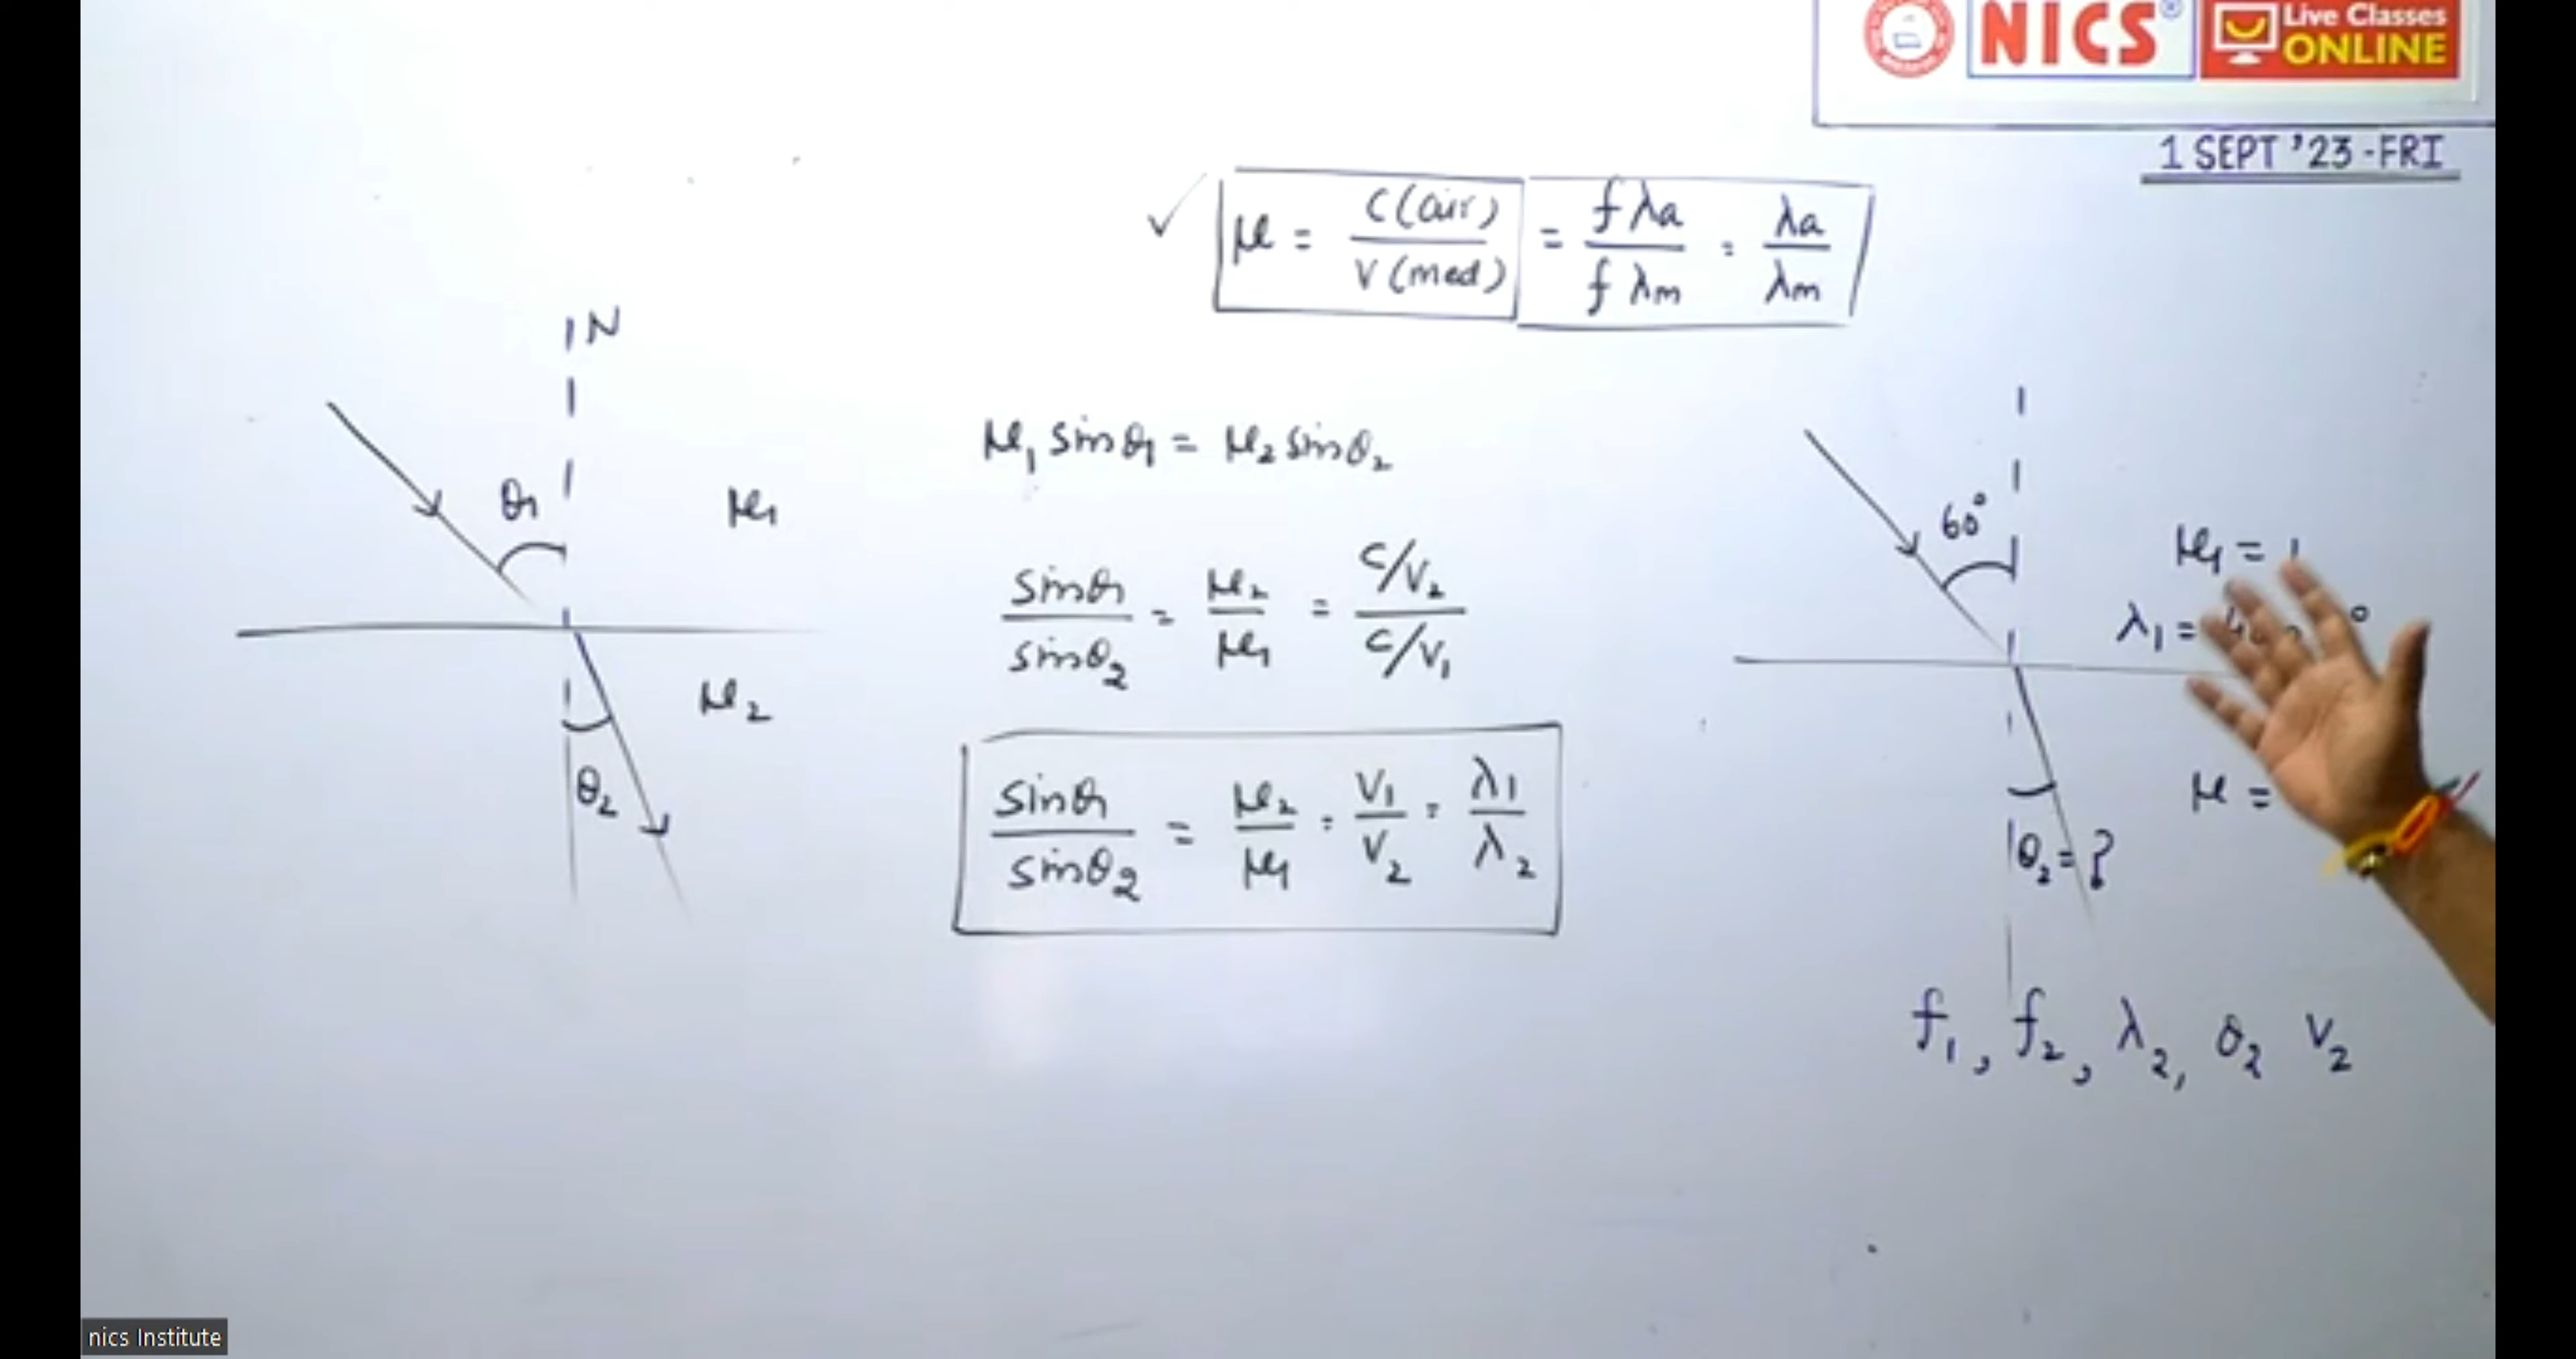 NICS®
Live Classes
ONLINE
1 SEPT '23 - FRI
μ = C(air) / V(med) = fλa / fλm = λa / λm
N
θ1
μ1
μ2
θ2
μ1 sinθ1 = μ2 sinθ2
sinθ1 / sinθ2 = μ2 / μ1 = C/V2 / C/V1
sinθ1 / sinθ2 = μ2 / μ1 = V1 / V2 = λ1 / λ2
60°
μ1 =
λ1 =
μ =
θ2 = ?
f1, f2, λ2, θ2 V2
nics Institute